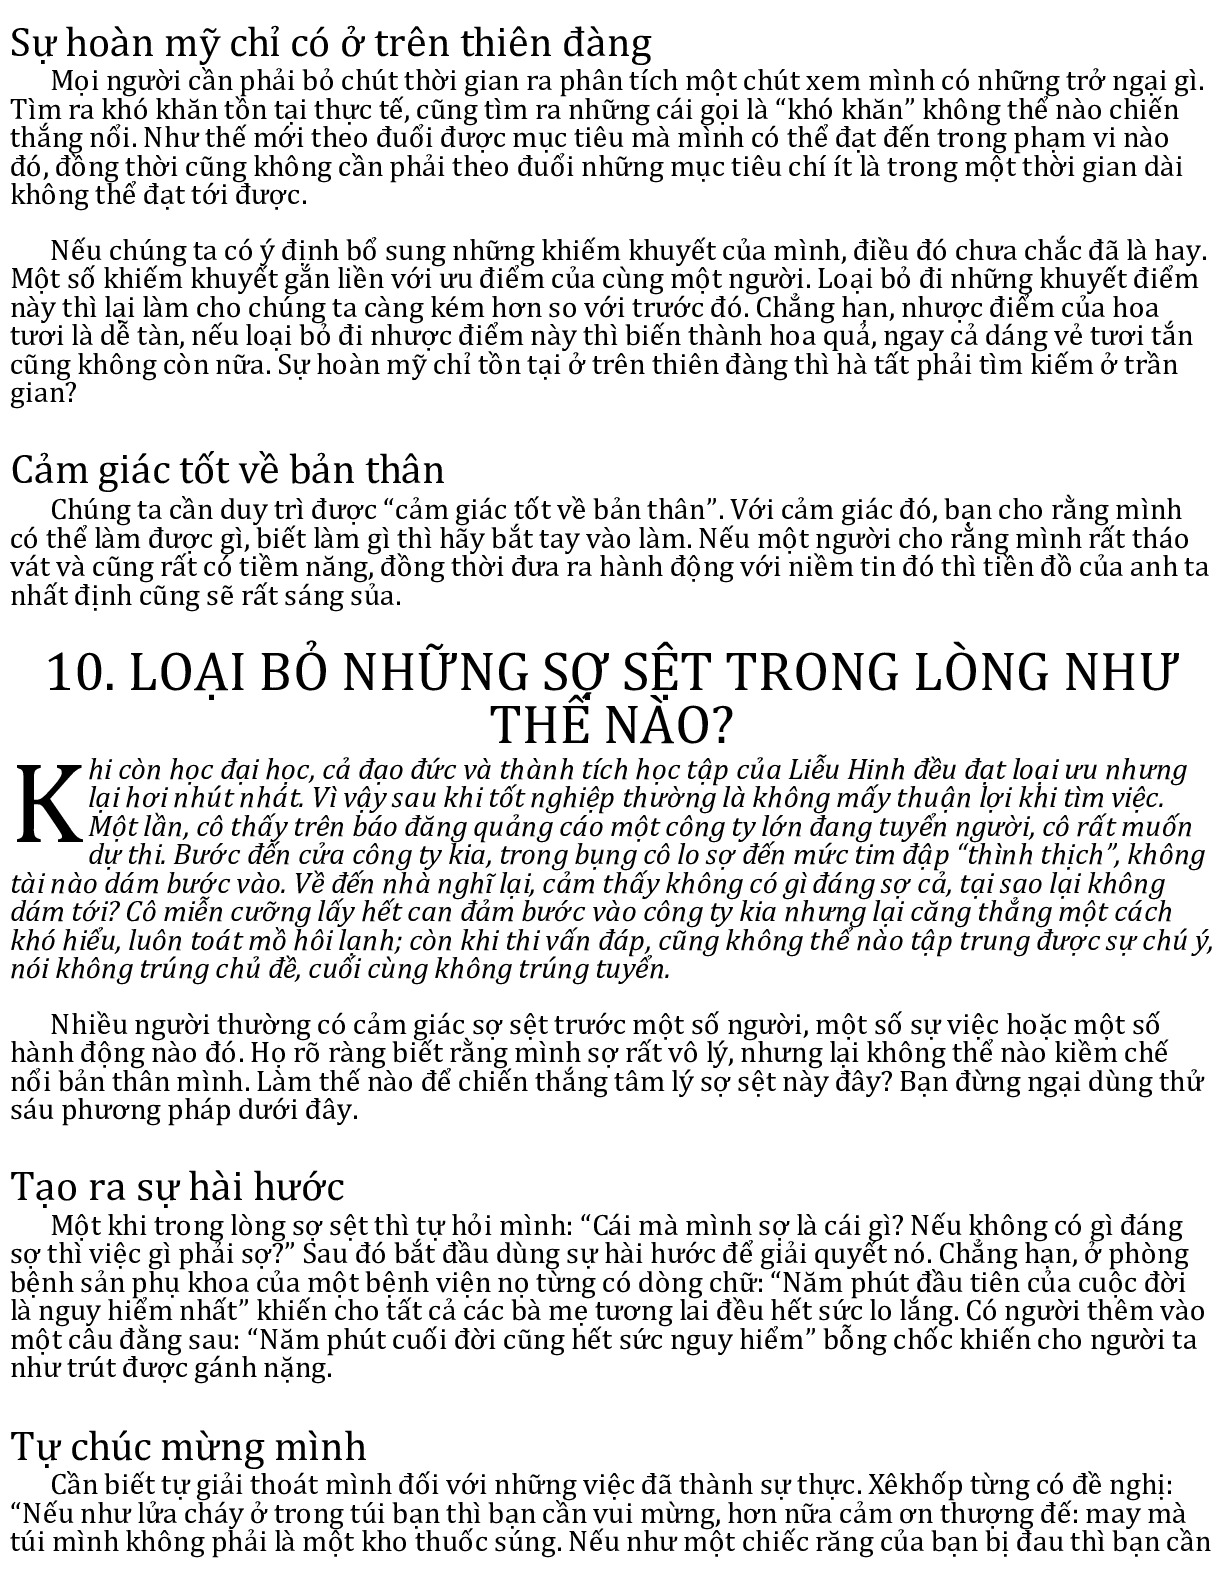 Sự hoàn mỹ chỉ có ở trên thiên đàng
Mọi người cần phải bỏ chút thời gian ra phân tích một chút xem mình có những trở ngại gì.
Tìm ra khó khăn tồn tại thực tế, cũng tìm ra những cái gọi là “khó khăn” không thể nào chiến
thắng nổi. Như thế mới theo đuổi được mục tiêu mà mình có thể đạt đến trong phạm vi nào
đó, đồng thời cũng không cần phải theo đuổi những mục tiêu chí ít là trong một thời gian dài
không thể đạt tới được.
Nếu chúng ta có ý định bổ sung những khiếm khuyết của mình, điều đó chưa chắc đã là hay.
Một số khiếm khuyết gắn liền với ưu điểm của cùng một người. Loại bỏ đi những khuyết điểm
này thì lại làm cho chúng ta càng kém hơn so với trước đó. Chẳng hạn, nhược điểm của hoa
tươi là dễ tàn, nếu loại bỏ đi nhược điểm này thì biến thành hoa quả, ngay cả dáng vẻ tươi tắn
cũng không còn nữa. Sự hoàn mỹ chỉ tồn tại ở trên thiên đàng thì hà tất phải tìm kiếm ở trần
gian?
Cảm giác tốt về bản thân
Chúng ta cần duy trì được “cảm giác tốt về bản thân”. Với cảm giác đó, bạn cho rằng mình
có thể làm được gì, biết làm gì thì hãy bắt tay vào làm. Nếu một người cho rằng mình rất tháo
vát và cũng rất có tiềm năng, đồng thời đưa ra hành động với niềm tin đó thì tiền đồ của anh ta
nhất định cũng sẽ rất sáng sủa.
10. LOẠI BỎ NHỮNG SỢ SỆT TRONG LÒNG NHƯ
THẾ NÀO?
Khi còn học đại học, cả đạo đức và thành tích học tập của Liễu Hinh đều đạt loại ưu nhưng
lại hơi nhút nhát. Vì vậy sau khi tốt nghiệp thường là không mấy thuận lợi khi tìm việc.
Một lần, cô thấy trên báo đăng quảng cáo một công ty lớn đang tuyển người, cô rất muốn
dự thi. Bước đến cửa công ty kia, trong bụng cô lo sợ đến mức tim đập “thình thịch”, không
tài nào dám bước vào. Về đến nhà nghĩ lại, cảm thấy không có gì đáng sợ cả, tại sao lại không
dám tới? Cô miễn cưỡng lấy hết can đảm bước vào công ty kia nhưng lại căng thẳng một cách
khó hiểu, luôn toát mồ hôi lạnh; còn khi thi vấn đáp, cũng không thể nào tập trung được sự chú ý,
nói không trúng chủ đề, cuối cùng không trúng tuyển.
Nhiều người thường có cảm giác sợ sệt trước một số người, một số sự việc hoặc một số
hành động nào đó. Họ rõ ràng biết rằng mình sợ rất vô lý, nhưng lại không thể nào kiềm chế
nổi bản thân mình. Làm thế nào để chiến thắng tâm lý sợ sệt này đây? Bạn đừng ngại dùng thử
sáu phương pháp dưới đây.
Tạo ra sự hài hước
Một khi trong lòng sợ sệt thì tự hỏi mình: “Cái mà mình sợ là cái gì? Nếu không có gì đáng
sợ thì việc gì phải sợ?” Sau đó bắt đầu dùng sự hài hước để giải quyết nó. Chẳng hạn, ở phòng
bệnh sản phụ khoa của một bệnh viện nọ từng có dòng chữ: “Năm phút đầu tiên của cuộc đời
là nguy hiểm nhất” khiến cho tất cả các bà mẹ tương lai đều hết sức lo lắng. Có người thêm vào
một câu đằng sau: “Năm phút cuối đời cũng hết sức nguy hiểm” bỗng chốc khiến cho người ta
như trút được gánh nặng.
Tự chúc mừng mình
Cần biết tự giải thoát mình đối với những việc đã thành sự thực. Xêkhốp từng có đề nghị:
“Nếu như lửa cháy ở trong túi bạn thì bạn cần vui mừng, hơn nữa cảm ơn thượng đế: may mà
túi mình không phải là một kho thuốc súng. Nếu như một chiếc răng của bạn bị đau thì bạn cần